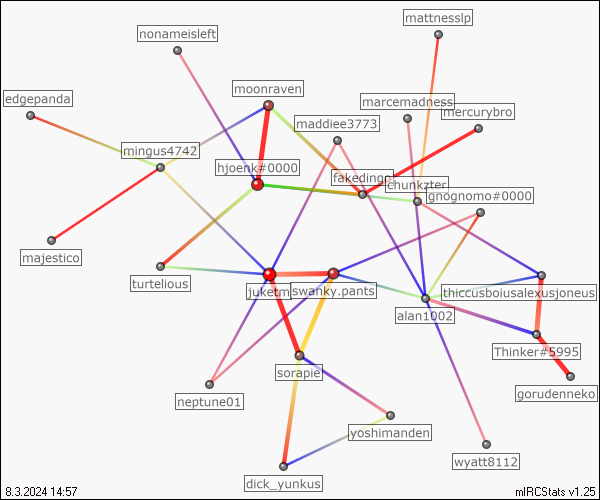 mattnesslp
nonameisleft
moonraven
edgepanda
marcemadness
mercurybro
maddiee3773
mingus4742
hjoenk#0000
chunkzter
gnognomo#0000
majestico
turtelious
juketm
swanky.pants
thiccusboiusalexusjoneus
alan1002
Thinker#5995
sorapie
gorudenneko
neptune01
yoshimanden
wyatt8112
dick_yunkus
8.3.2024 14:57
mIRCStats v1.25